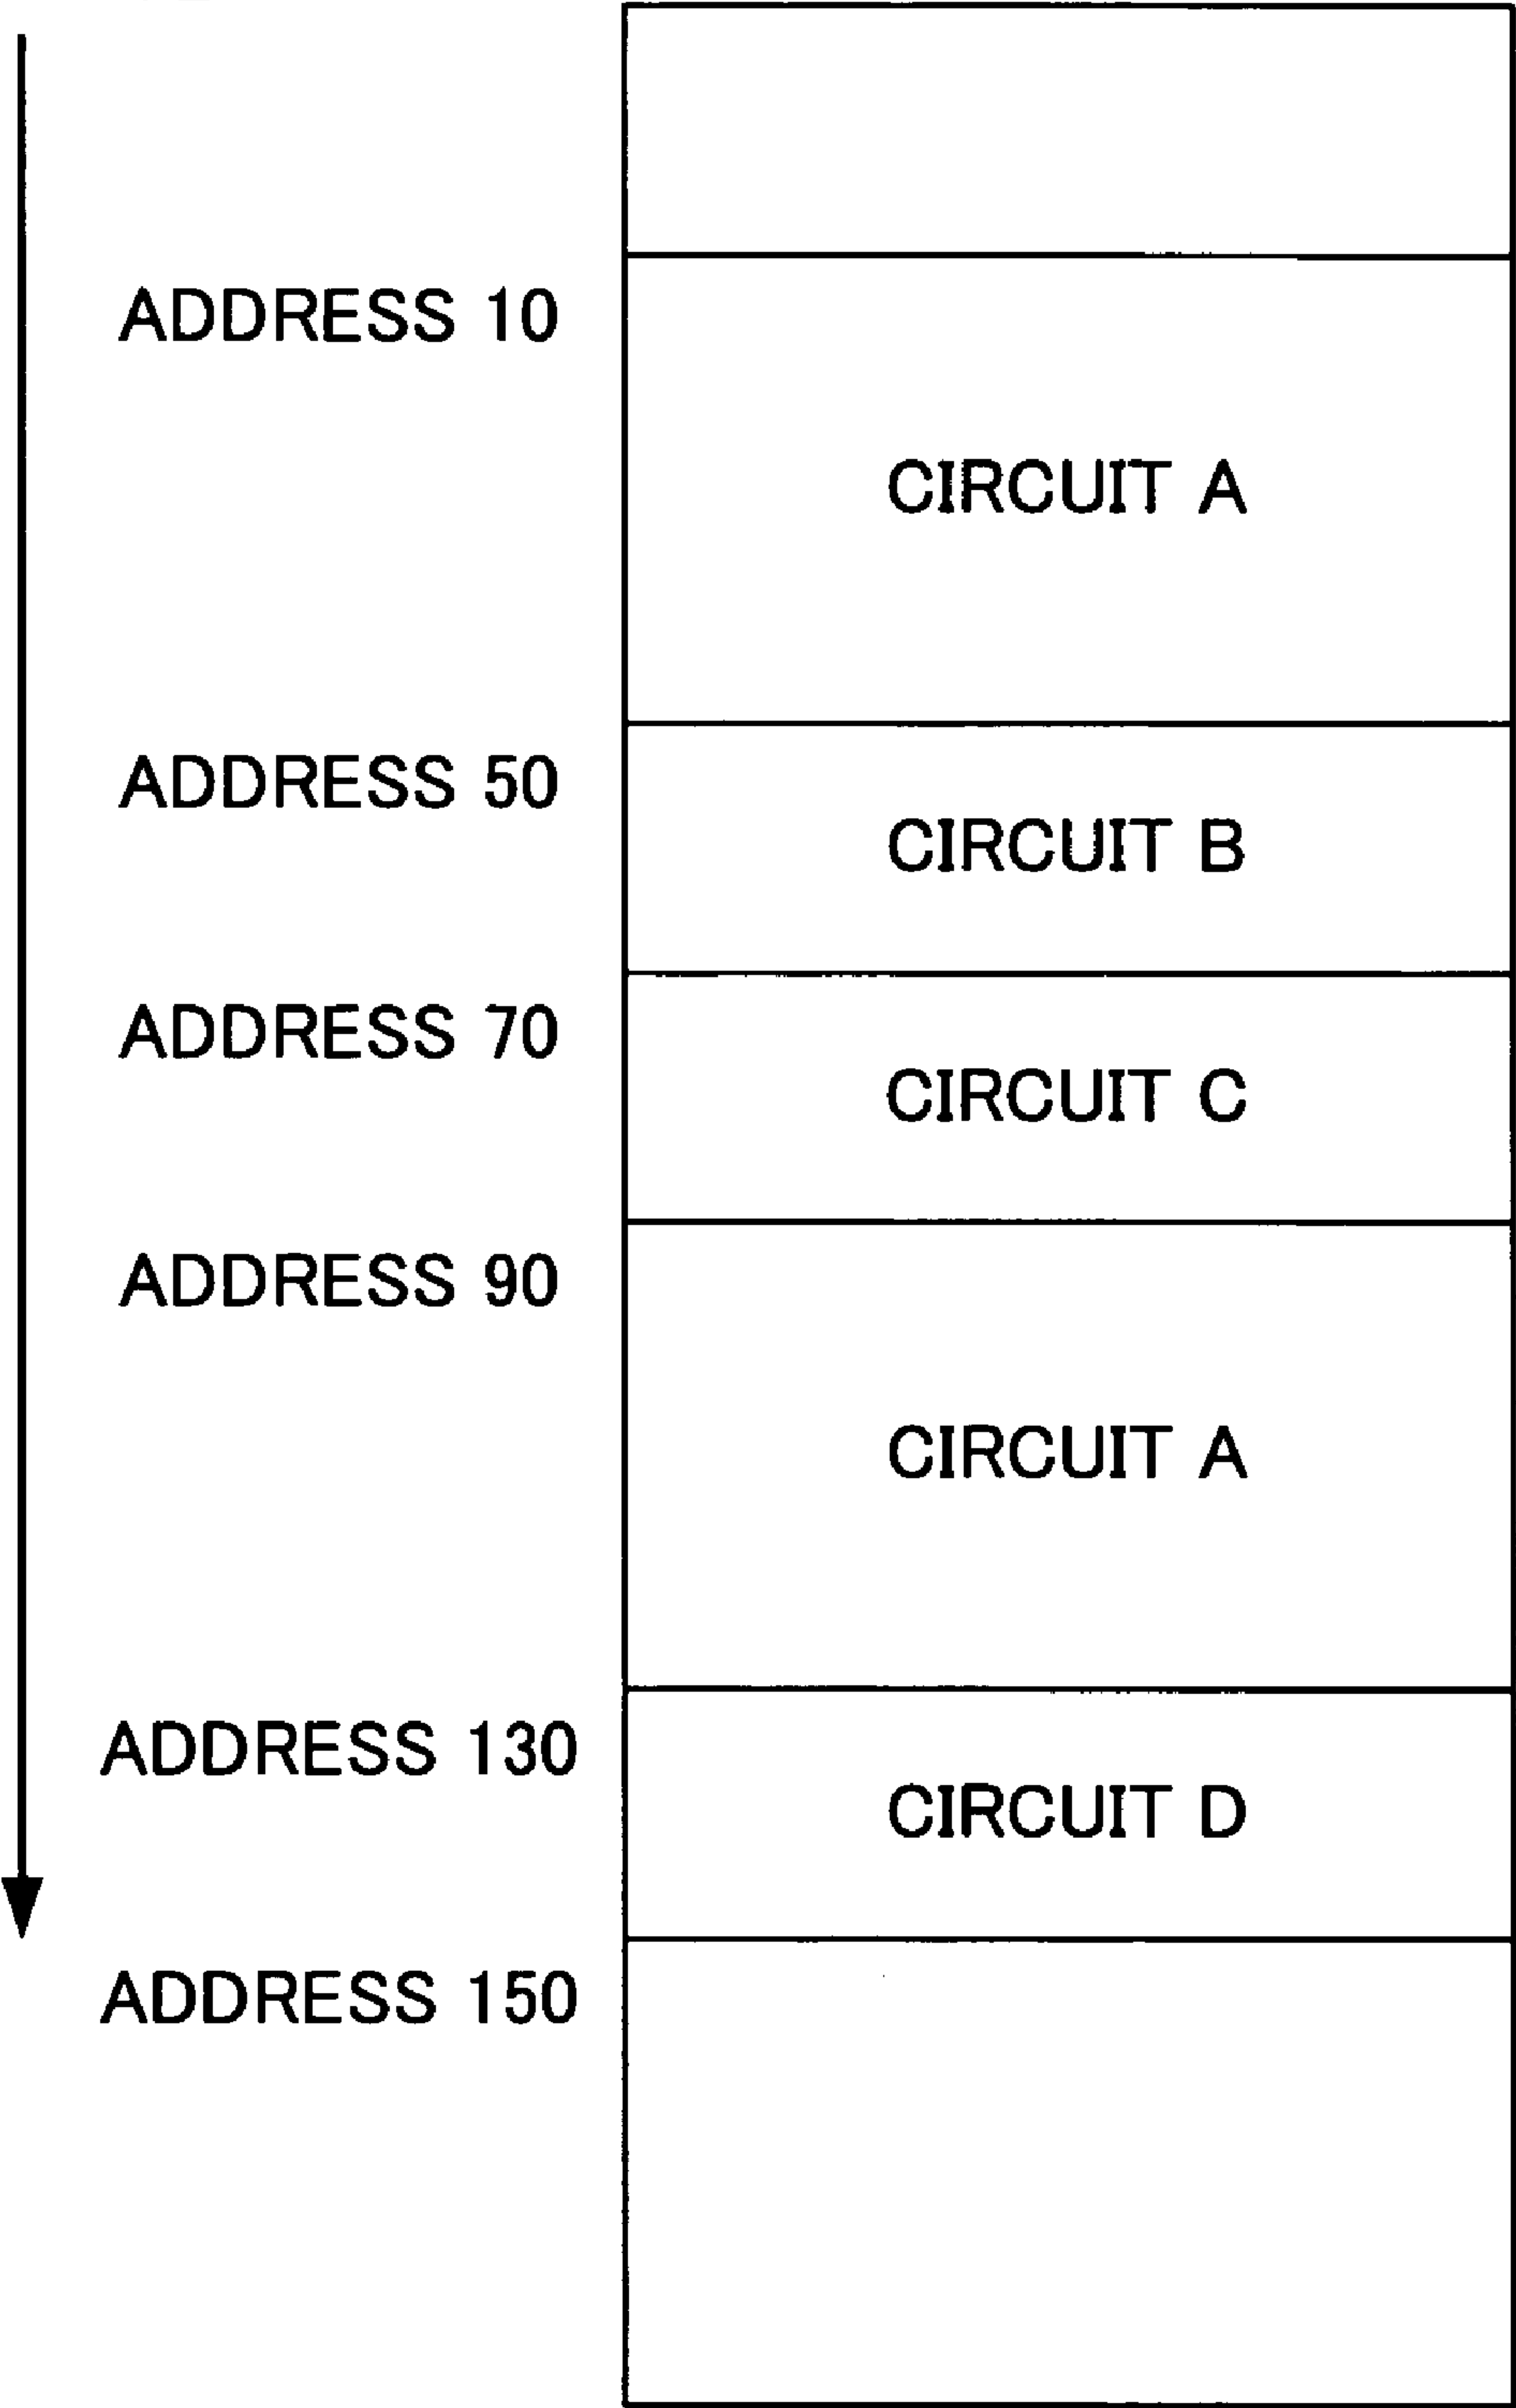 ADDRESS 10
CIRCUIT A
ADDRESS 50
CIRCUIT B
ADDRESS 70
CIRCUIT C
ADDRESS 90
CIRCUIT A
ADDRESS 130
CIRCUIT D
ADDRESS 150